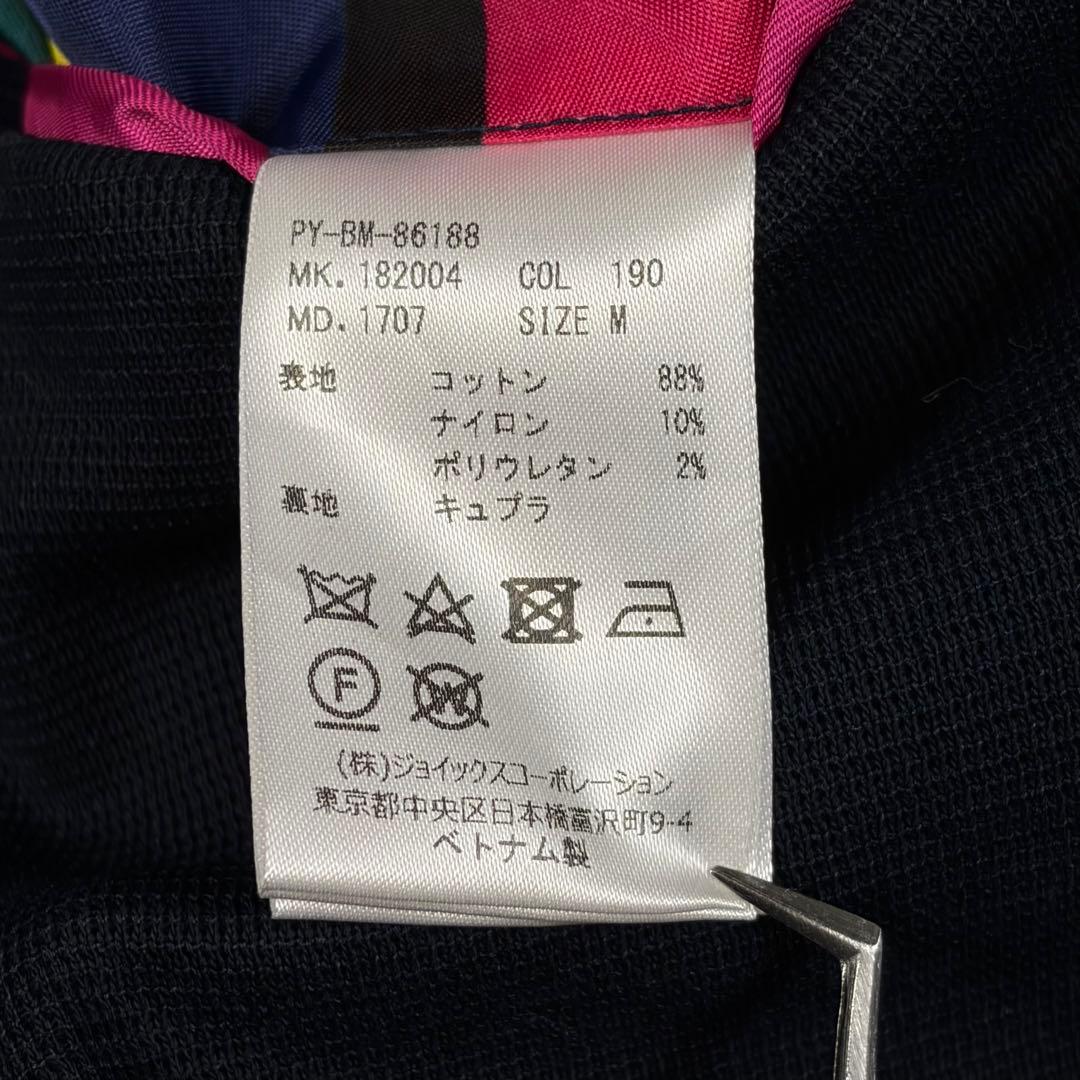 PY-BM-86188
MK. 182004 COL 190
MD. 1707 SIZE M
表地 コットン 88%
ナイロン 10%
ポリウレタン 2%
裏地 キュプラ
F
W
(株)ジョイックスコーポレーション
東京都中央区日本橋富沢町9-4
ベトナム製